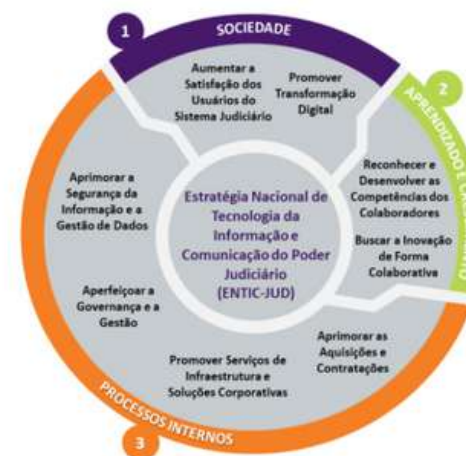 1
SOCIEDADE
Aumentar a
Satisfação dos
Usuários do
Sistema Judiciário
Promover
Transformação
Digital
2
APRENDIZADO E
Reconhecer e
Desenvolver as
Competências dos
Colaboradores
Buscar a Inovação
de Forma
Colaborativa
Estratégia Nacional de
Tecnologia da
Informação e
Comunicação do Poder
Judiciário
(ENTIC-JUD)
Aprimorar a
Segurança da
Informação e a
Gestão de Dados
Aperfeiçoar a
Governança e a
Gestão
Promover Serviços de
Infraestrutura e
Soluções Corporativas
Aprimorar as
Aquisições e
Contratações
PROCESSOS INTERNOS
3